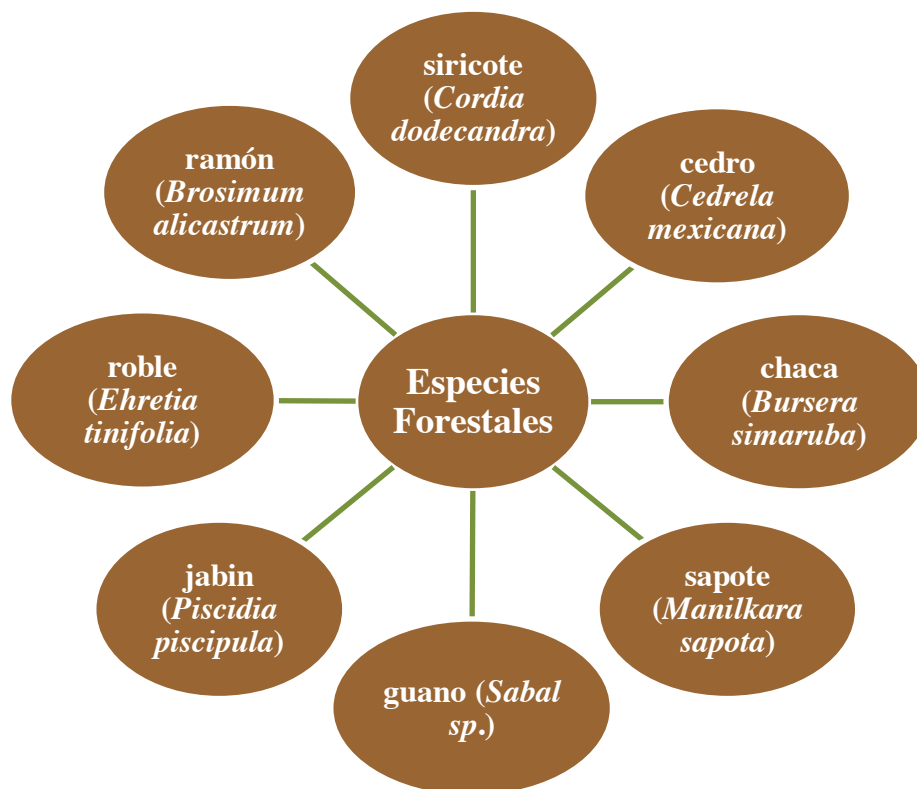 siricote
(Cordia
dodecandra)
cedro
(Cedrela
mexicana)
chaca
(Bursera
simaruba)
sapote
(Manilkara
sapota)
guano (Sabal
sp.)
jabin
(Piscidia
piscipula)
roble
(Ehretia
tinifolia)
ramón
(Brosimum
alicastrum)
Especies
Forestales